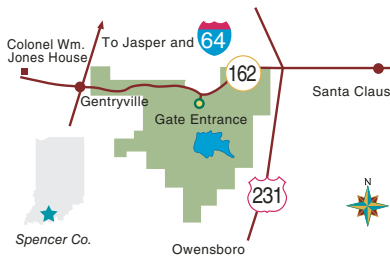 Colonel Wm.
Jones House
To Jasper and 64
162
Gentryville
Santa Claus
Gate Entrance
231
N
Spencer Co.
Owensboro